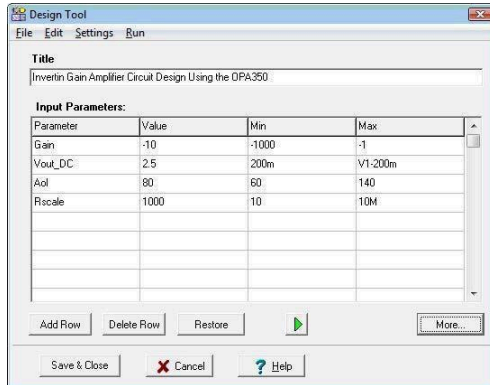 Design Tool
File Edit Settings Run
Title
Invertin Gain Amplifier Circuit Design Using the OPA350
Input Parameters:
Parameter Value Min Max
Gain -10 -1000 -1
Vout_DC 2.5 200m V1-200m
Aol 80 60 140
Rscale 1000 10 10M
Add Row Delete Row Restore More...
Save & Close Cancel ? Help